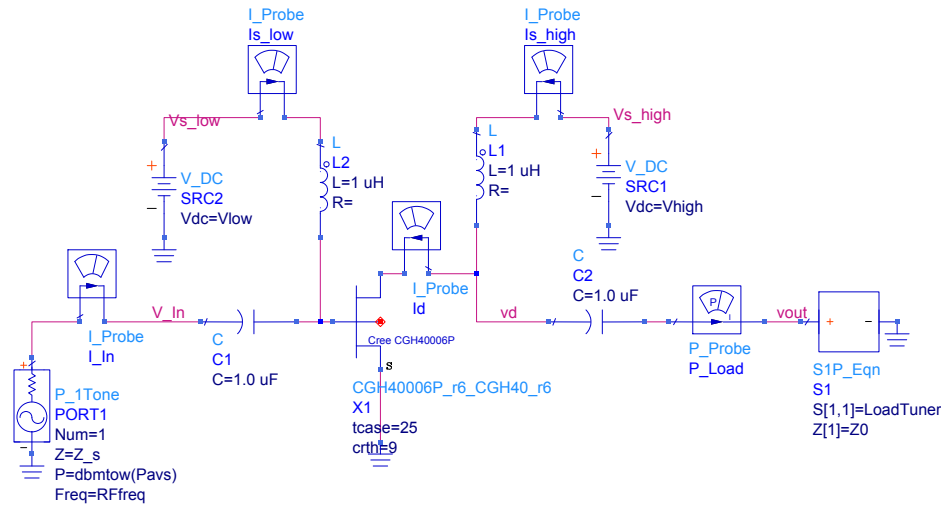 I_Probe
Is_low
I_Probe
Is_high
Vs_low
Vs_high
L
L2
L=1 uH
R=
L
L1
L=1 uH
R=
+
V_DC
SRC2
Vdc=Vlow
+
V_DC
SRC1
Vdc=Vhigh
I_Probe
Id
I_Probe
I_In
V_In
C
C1
C=1.0 uF
Cree CGH40006P
s
CGH40006P_r6_CGH40_r6
X1
tcase=25
crth=9
vd
C
C2
C=1.0 uF
P
I
P_Probe
P_Load
vout
+
S1P_Eqn
S1
S[1,1]=LoadTuner
Z[1]=Z0
+
P_1Tone
PORT1
Num=1
Z=Z_s
P=dbmtow(Pavs)
Freq=RFfreq